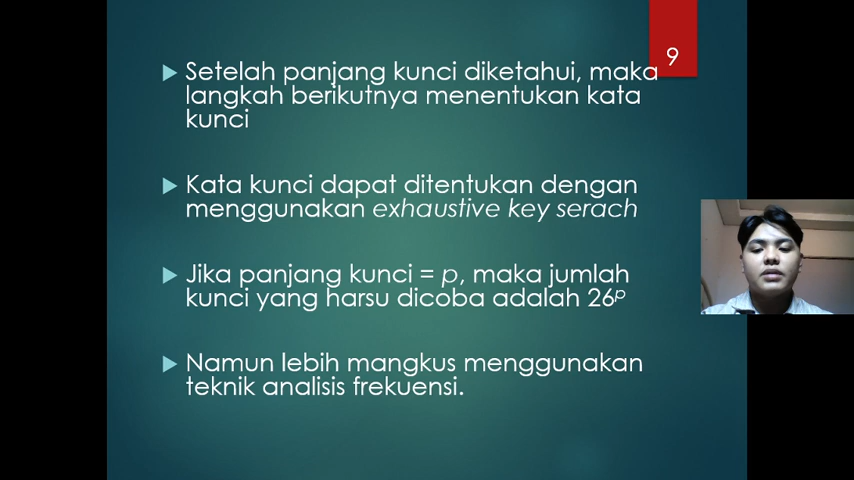 9
Setelah panjang kunci diketahui, maka
langkah berikutnya menentukan kata
kunci
Kata kunci dapat ditentukan dengan
menggunakan exhaustive key serach
Jika panjang kunci = p, maka jumlah
kunci yang harsu dicoba adalah 26ᵖ
Namun lebih mangkus menggunakan
teknik analisis frekuensi.